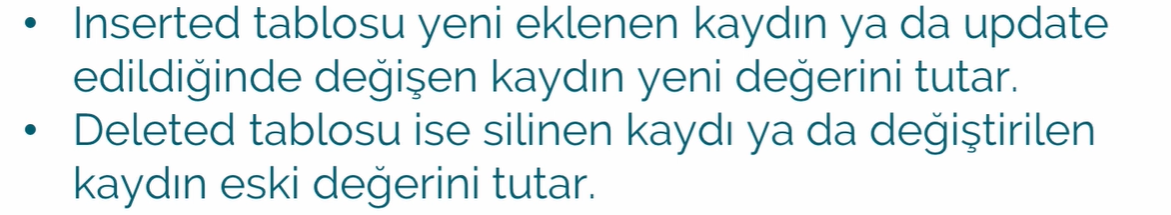 • Inserted tablosu yeni eklenen kaydın ya da update
edildiğinde değişen kaydın yeni değerini tutar.
• Deleted tablosu ise silinen kaydı ya da değiştirilen
kaydın eski değerini tutar.